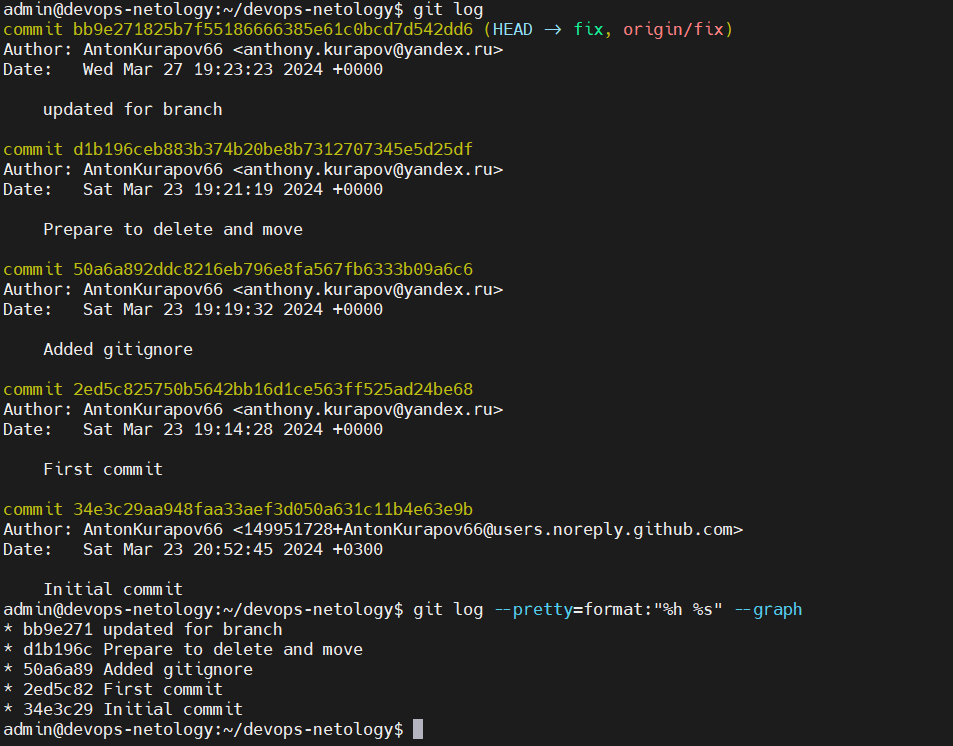 admin@devops-netology:~/devops-netology$ git log
commit bb9e271825b7f55186666385e61c0bcd7d542dd6 (HEAD -> fix, origin/fix)
Author: AntonKurapov66 <anthony.kurapov@yandex.ru>
Date:   Wed Mar 27 19:23:23 2024 +0000
updated for branch
commit d1b196ceb883b374b20be8b7312707345e5d25df
Author: AntonKurapov66 <anthony.kurapov@yandex.ru>
Date:   Sat Mar 23 19:21:19 2024 +0000
Prepare to delete and move
commit 50a6a892ddc8216eb796e8fa567fb6333b09a6c6
Author: AntonKurapov66 <anthony.kurapov@yandex.ru>
Date:   Sat Mar 23 19:19:32 2024 +0000
Added gitignore
commit 2ed5c825750b5642bb16d1ce563ff525ad24be68
Author: AntonKurapov66 <anthony.kurapov@yandex.ru>
Date:   Sat Mar 23 19:14:28 2024 +0000
First commit
commit 34e3c29aa948faa33aef3d050a631c11b4e63e9b
Author: AntonKurapov66 <149951728+AntonKurapov66@users.noreply.github.com>
Date:   Sat Mar 23 20:52:45 2024 +0300
Initial commit
admin@devops-netology:~/devops-netology$ git log --pretty=format:"%h %s" --graph
* bb9e271 updated for branch
* d1b196c Prepare to delete and move
* 50a6a89 Added gitignore
* 2ed5c82 First commit
* 34e3c29 Initial commit
admin@devops-netology:~/devops-netology$